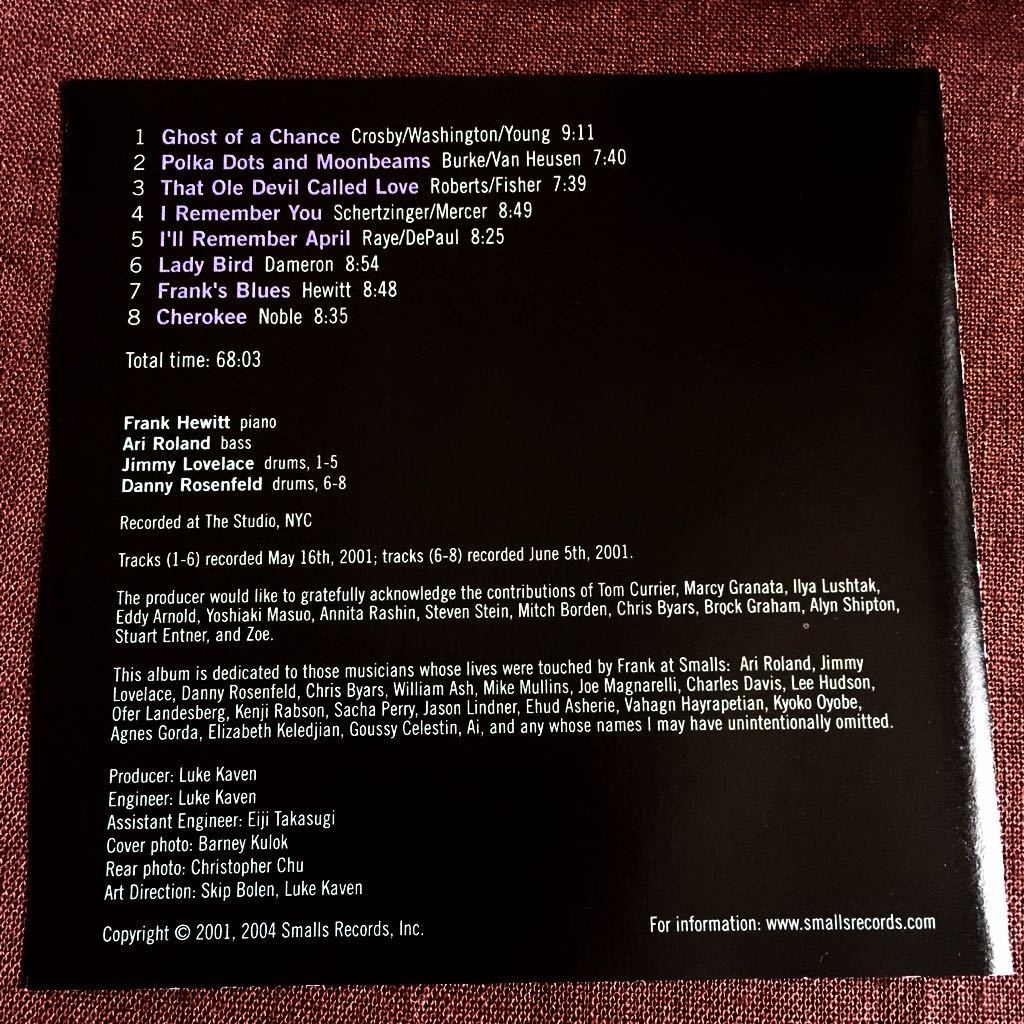 1 Ghost of a Chance Crosby/Washington/Young 9:11
2 Polka Dots and Moonbeams Burke/Van Heusen 7:40
3 That Ole Devil Called Love Roberts/Fisher 7:39
4 I Remember You Schertzinger/Mercer 8:49
5 I'll Remember April Raye/DePaul 8:25
6 Lady Bird Dameron 8:54
7 Frank's Blues Hewitt 8:48
8 Cherokee Noble 8:35
Total time: 68:03
Frank Hewitt piano
Ari Roland bass
Jimmy Lovelace drums, 1-5
Danny Rosenfeld drums, 6-8
Recorded at The Studio, NYC
Tracks (1-6) recorded May 16th, 2001; tracks (6-8) recorded June 5th, 2001.
The producer would like to gratefully acknowledge the contributions of Tom Currier, Marcy Granata, Ilya Lushtak,
Eddy Arnold, Yoshiaki Masuo, Annita Rashin, Steven Stein, Mitch Borden, Chris Byars, Brock Graham, Alyn Shipton,
Stuart Entner, and Zoe.
This album is dedicated to those musicians whose lives were touched by Frank at Smalls: Ari Roland, Jimmy
Lovelace, Danny Rosenfeld, Chris Byars, William Ash, Mike Mullins, Joe Magnarelli, Charles Davis, Lee Hudson,
Ofer Landesberg, Kenji Rabson, Sacha Perry, Jason Lindner, Ehud Asherie, Vahagn Hayrapetian, Kyoko Oyobe,
Agnes Gorda, Elizabeth Keledjian, Goussy Celestin, Ai, and any whose names I may have unintentionally omitted.
Producer: Luke Kaven
Engineer: Luke Kaven
Assistant Engineer: Eiji Takasugi
Cover photo: Barney Kulok
Rear photo: Christopher Chu
Art Direction: Skip Bolen, Luke Kaven
Copyright © 2001, 2004 Smalls Records, Inc.
For information: www.smallsrecords.com